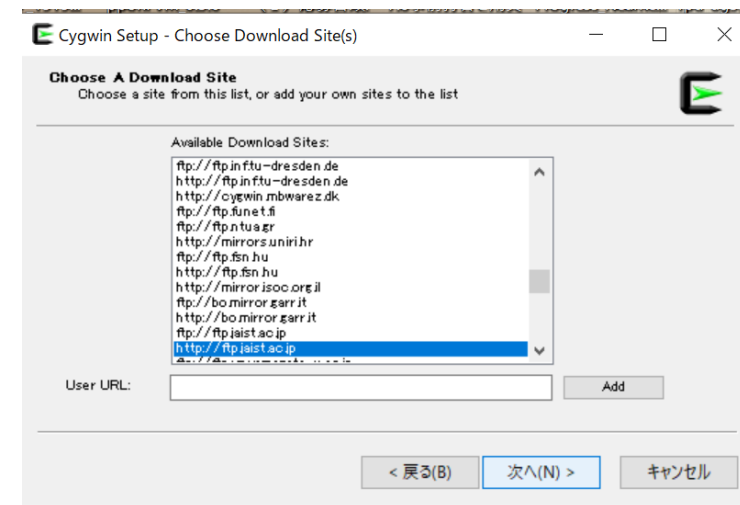 Cygwin Setup - Choose Download Site(s)
Choose A Download Site
Choose a site from this list, or add your own sites to the list
Available Download Sites:
ftp://ftp.inf.tu-dresden.de
http://ftp.inf.tu-dresden.de
http://cygwin.mbwarez.dk
ftp://ftp.funet.fi
ftp://ftp.ntua.gr
http://mirrors.uniri.hr
ftp://ftp.fsn.hu
http://ftp.fsn.hu
http://mirror.isoc.org.il
ftp://bo.mirror.garr.it
http://bo.mirror.garr.it
ftp://ftp.jaist.ac.jp
http://ftp.jaist.ac.jp
User URL:
Add
< 戻る(B)
次へ(N) >
キャンセル